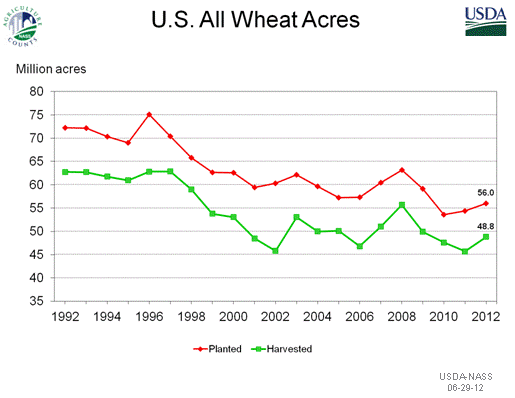 U.S. All Wheat Acres
AGRICULTURE
COUNTS
NASS
USDA
Million acres
80
75
70
65
60
55
50
45
40
35
56.0
48.8
1992 1994 1996 1998 2000 2002 2004 2006 2008 2010 2012
Planted Harvested
USDA-NASS
06-29-12